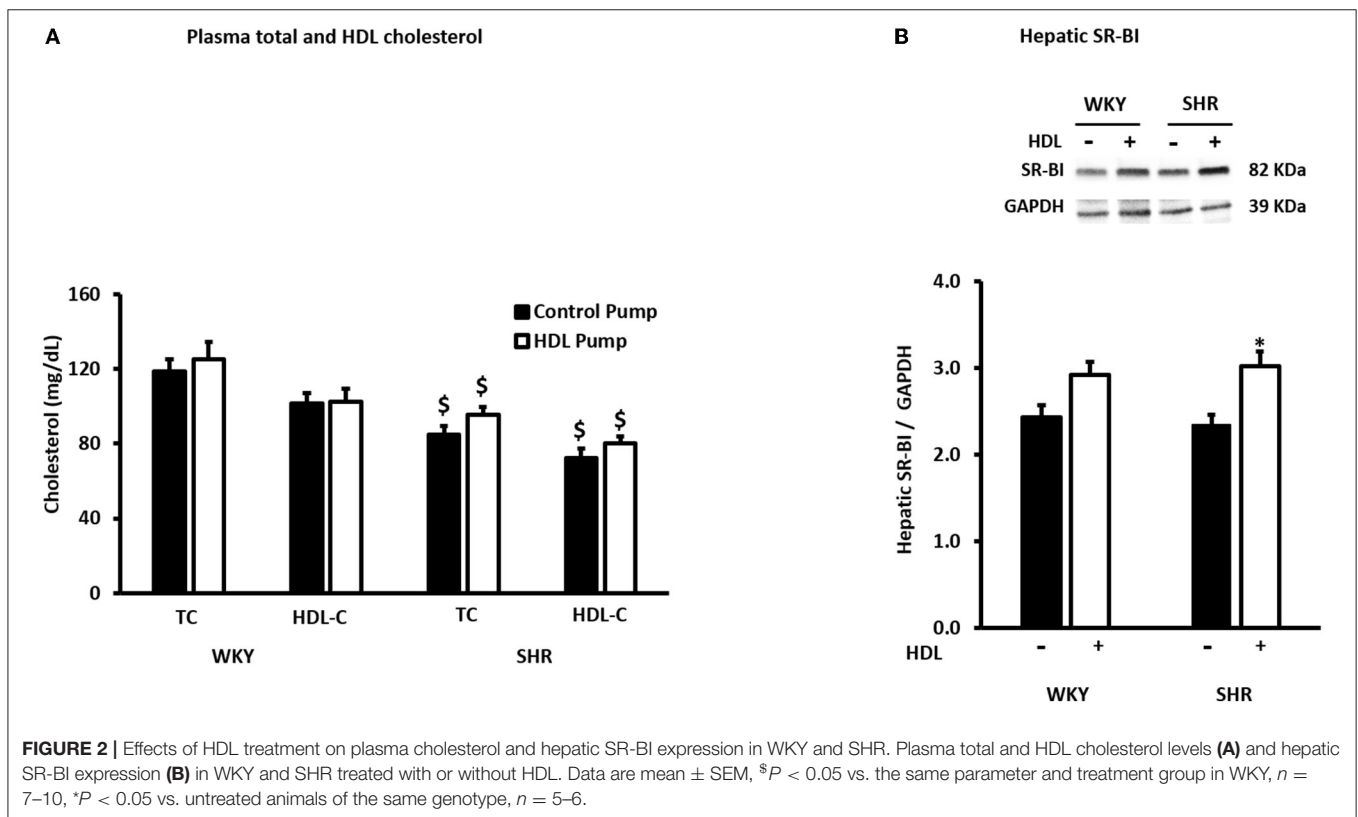 A Plasma total and HDL cholesterol
Cholesterol (mg/dL)
160
120
80
40
0
Control Pump
HDL Pump
$ $ $ $
TC HDL-C TC HDL-C
WKY SHR
B Hepatic SR-BI
WKY SHR
HDL - + - +
SR-BI 82 KDa
GAPDH 39 KDa
Hepatic SR-BI / GAPDH
4.0
3.0
2.0
1.0
0.0
*
HDL - + - +
WKY SHR
FIGURE 2 | Effects of HDL treatment on plasma cholesterol and hepatic SR-BI expression in WKY and SHR. Plasma total and HDL cholesterol levels (A) and hepatic
SR-BI expression (B) in WKY and SHR treated with or without HDL. Data are mean ± SEM, $P < 0.05 vs. the same parameter and treatment group in WKY, n =
7–10, *P < 0.05 vs. untreated animals of the same genotype, n = 5–6.